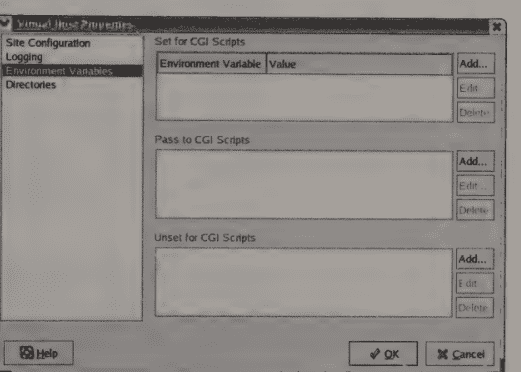 Virtual Host Properties
Site Configuration
Logging
Environment Variables
Directories
Set for CGI Scripts
Environment Variable Value
Add...
Edit
Delete
Pass to CGI Scripts
Add...
Edit...
Delete
Unset for CGI Scripts
Add...
Edit
Delete
Help
OK
Cancel